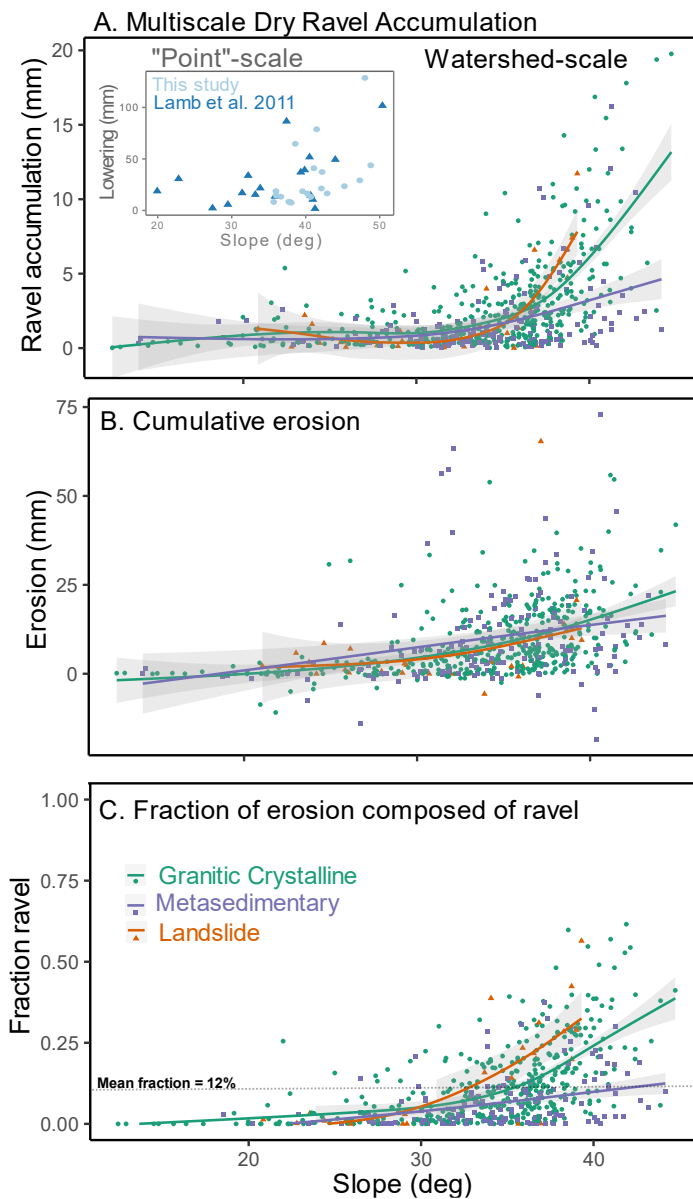 A. Multiscale Dry Ravel Accumulation
"Point"-scale
Watershed-scale
This study
Lamb et al. 2011
Lowering (mm)
100
50
0
20
30
40
50
Slope (deg)
Ravel accumulation (mm)
20
15
10
5
0
B. Cumulative erosion
Erosion (mm)
75
50
25
0
C. Fraction of erosion composed of ravel
Granitic Crystalline
Metasedimentary
Landslide
Mean fraction = 12%
Fraction ravel
1.00
0.75
0.50
0.25
0.00
20
30
40
Slope (deg)